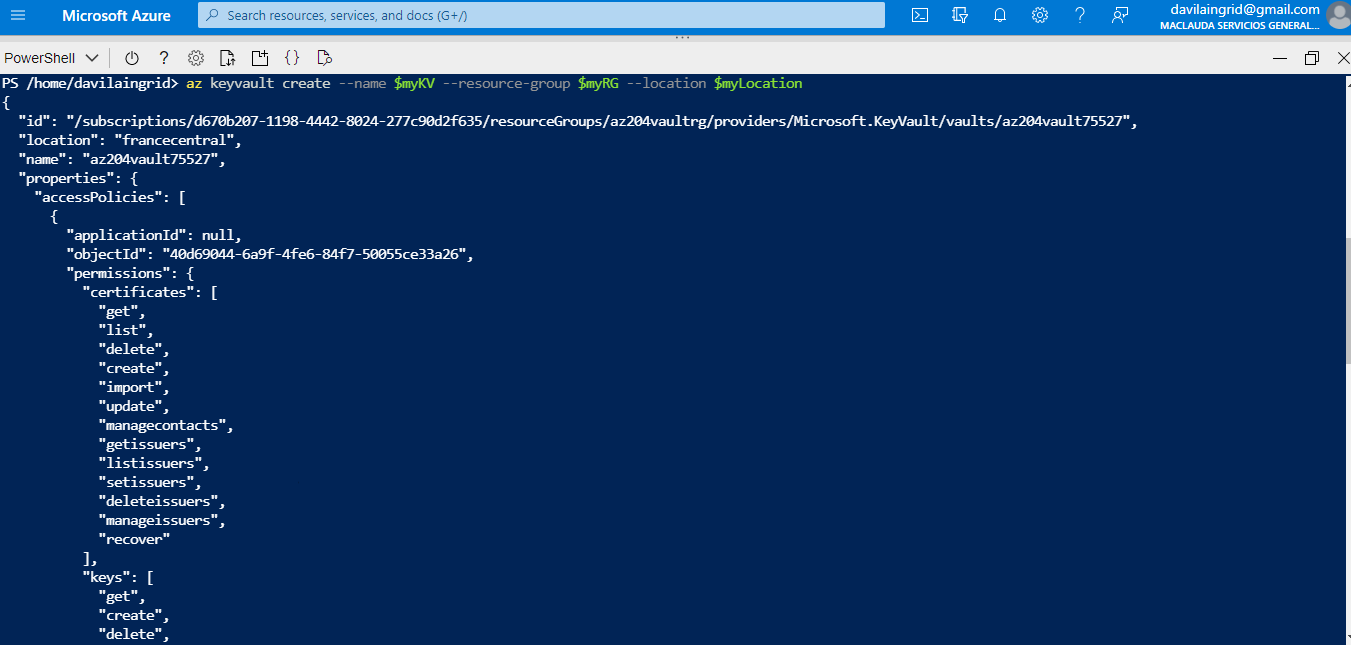 Microsoft Azure
Search resources, services, and docs (G+/)
davilaingrid@gmail.com
MACLAUDA SERVICIOS GENERAL...
PowerShell
PS /home/davilaingrid> az keyvault create --name $myKV --resource-group $myRG --location $myLocation
{
"id": "/subscriptions/d670b207-1198-4442-8024-277c90d2f635/resourceGroups/az204vaultrg/providers/Microsoft.KeyVault/vaults/az204vault75527",
"location": "francecentral",
"name": "az204vault75527",
"properties": {
"accessPolicies": [
{
"applicationId": null,
"objectId": "40d69044-6a9f-4fe6-84f7-50055ce33a26",
"permissions": {
"certificates": [
"get",
"list",
"delete",
"create",
"import",
"update",
"managecontacts",
"getissuers",
"listissuers",
"setissuers",
"deleteissuers",
"manageissuers",
"recover"
],
"keys": [
"get",
"create",
"delete",